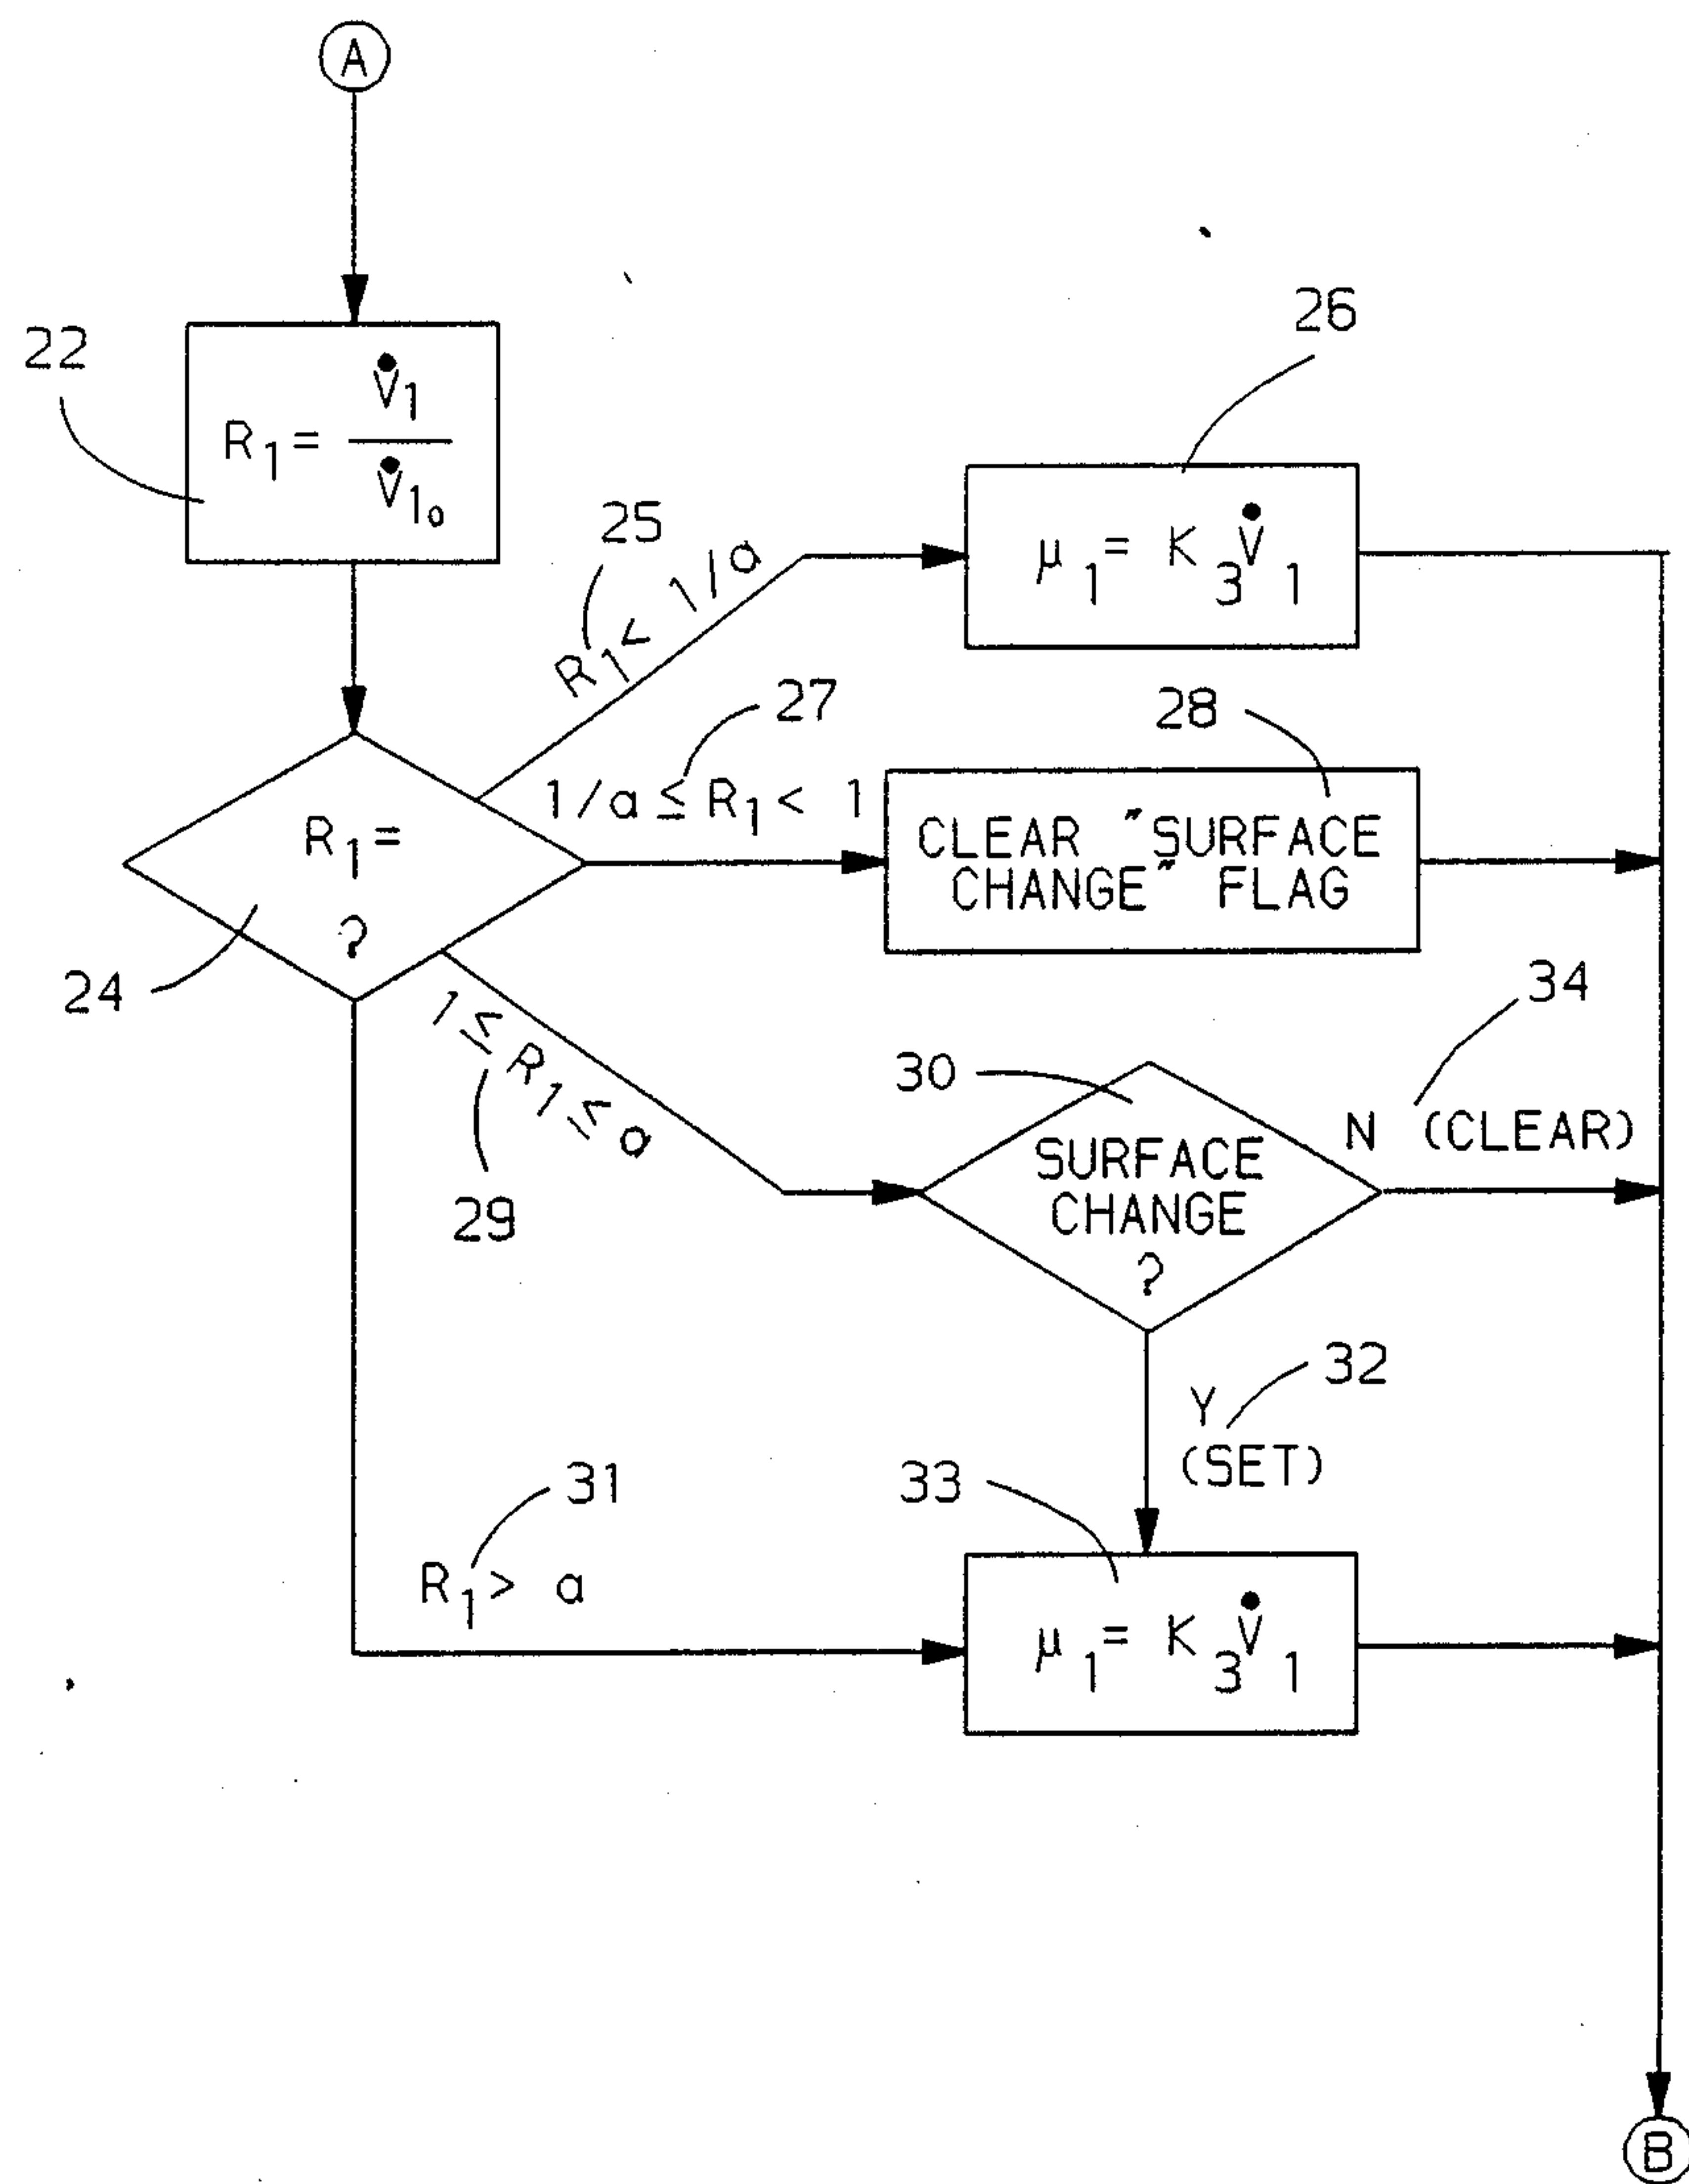 A
22
V̇1
R1 = ―
V̇1o
26
25
R1 < 1/a
μ1 = K3V̇1
27
28
1/a ≤ R1 < 1
R1 =
?
CLEAR "SURFACE
CHANGE" FLAG
24
34
1 ≤ R1 ≤ a
30
N (CLEAR)
SURFACE
CHANGE
?
29
32
Y
(SET)
31
33
R1 > a
μ1 = K3V̇1
B